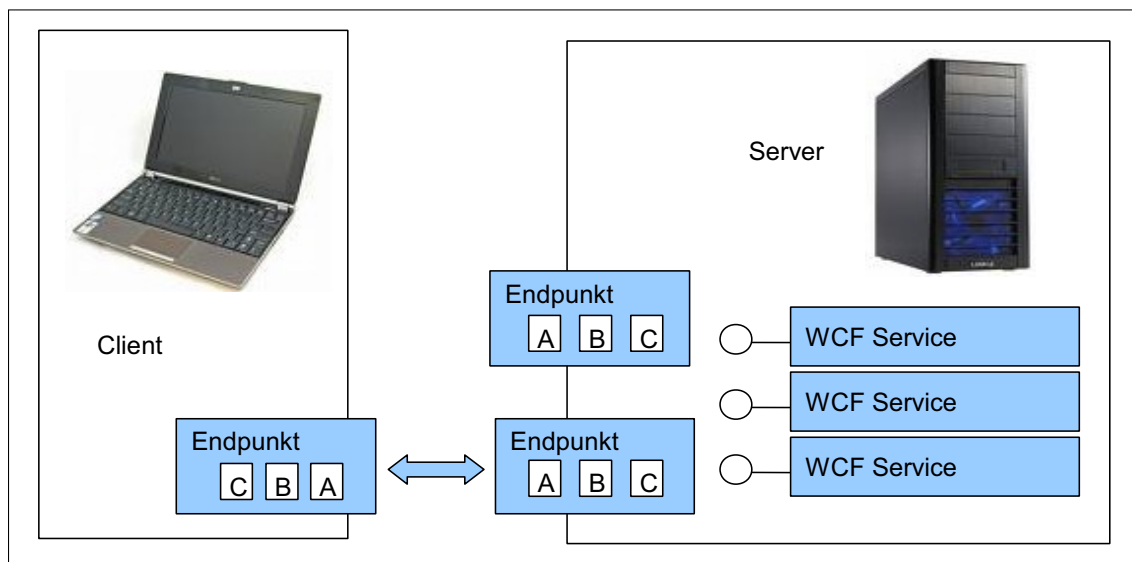 Client
Endpunkt
C B A
Server
Endpunkt
A B C
Endpunkt
A B C
WCF Service
WCF Service
WCF Service